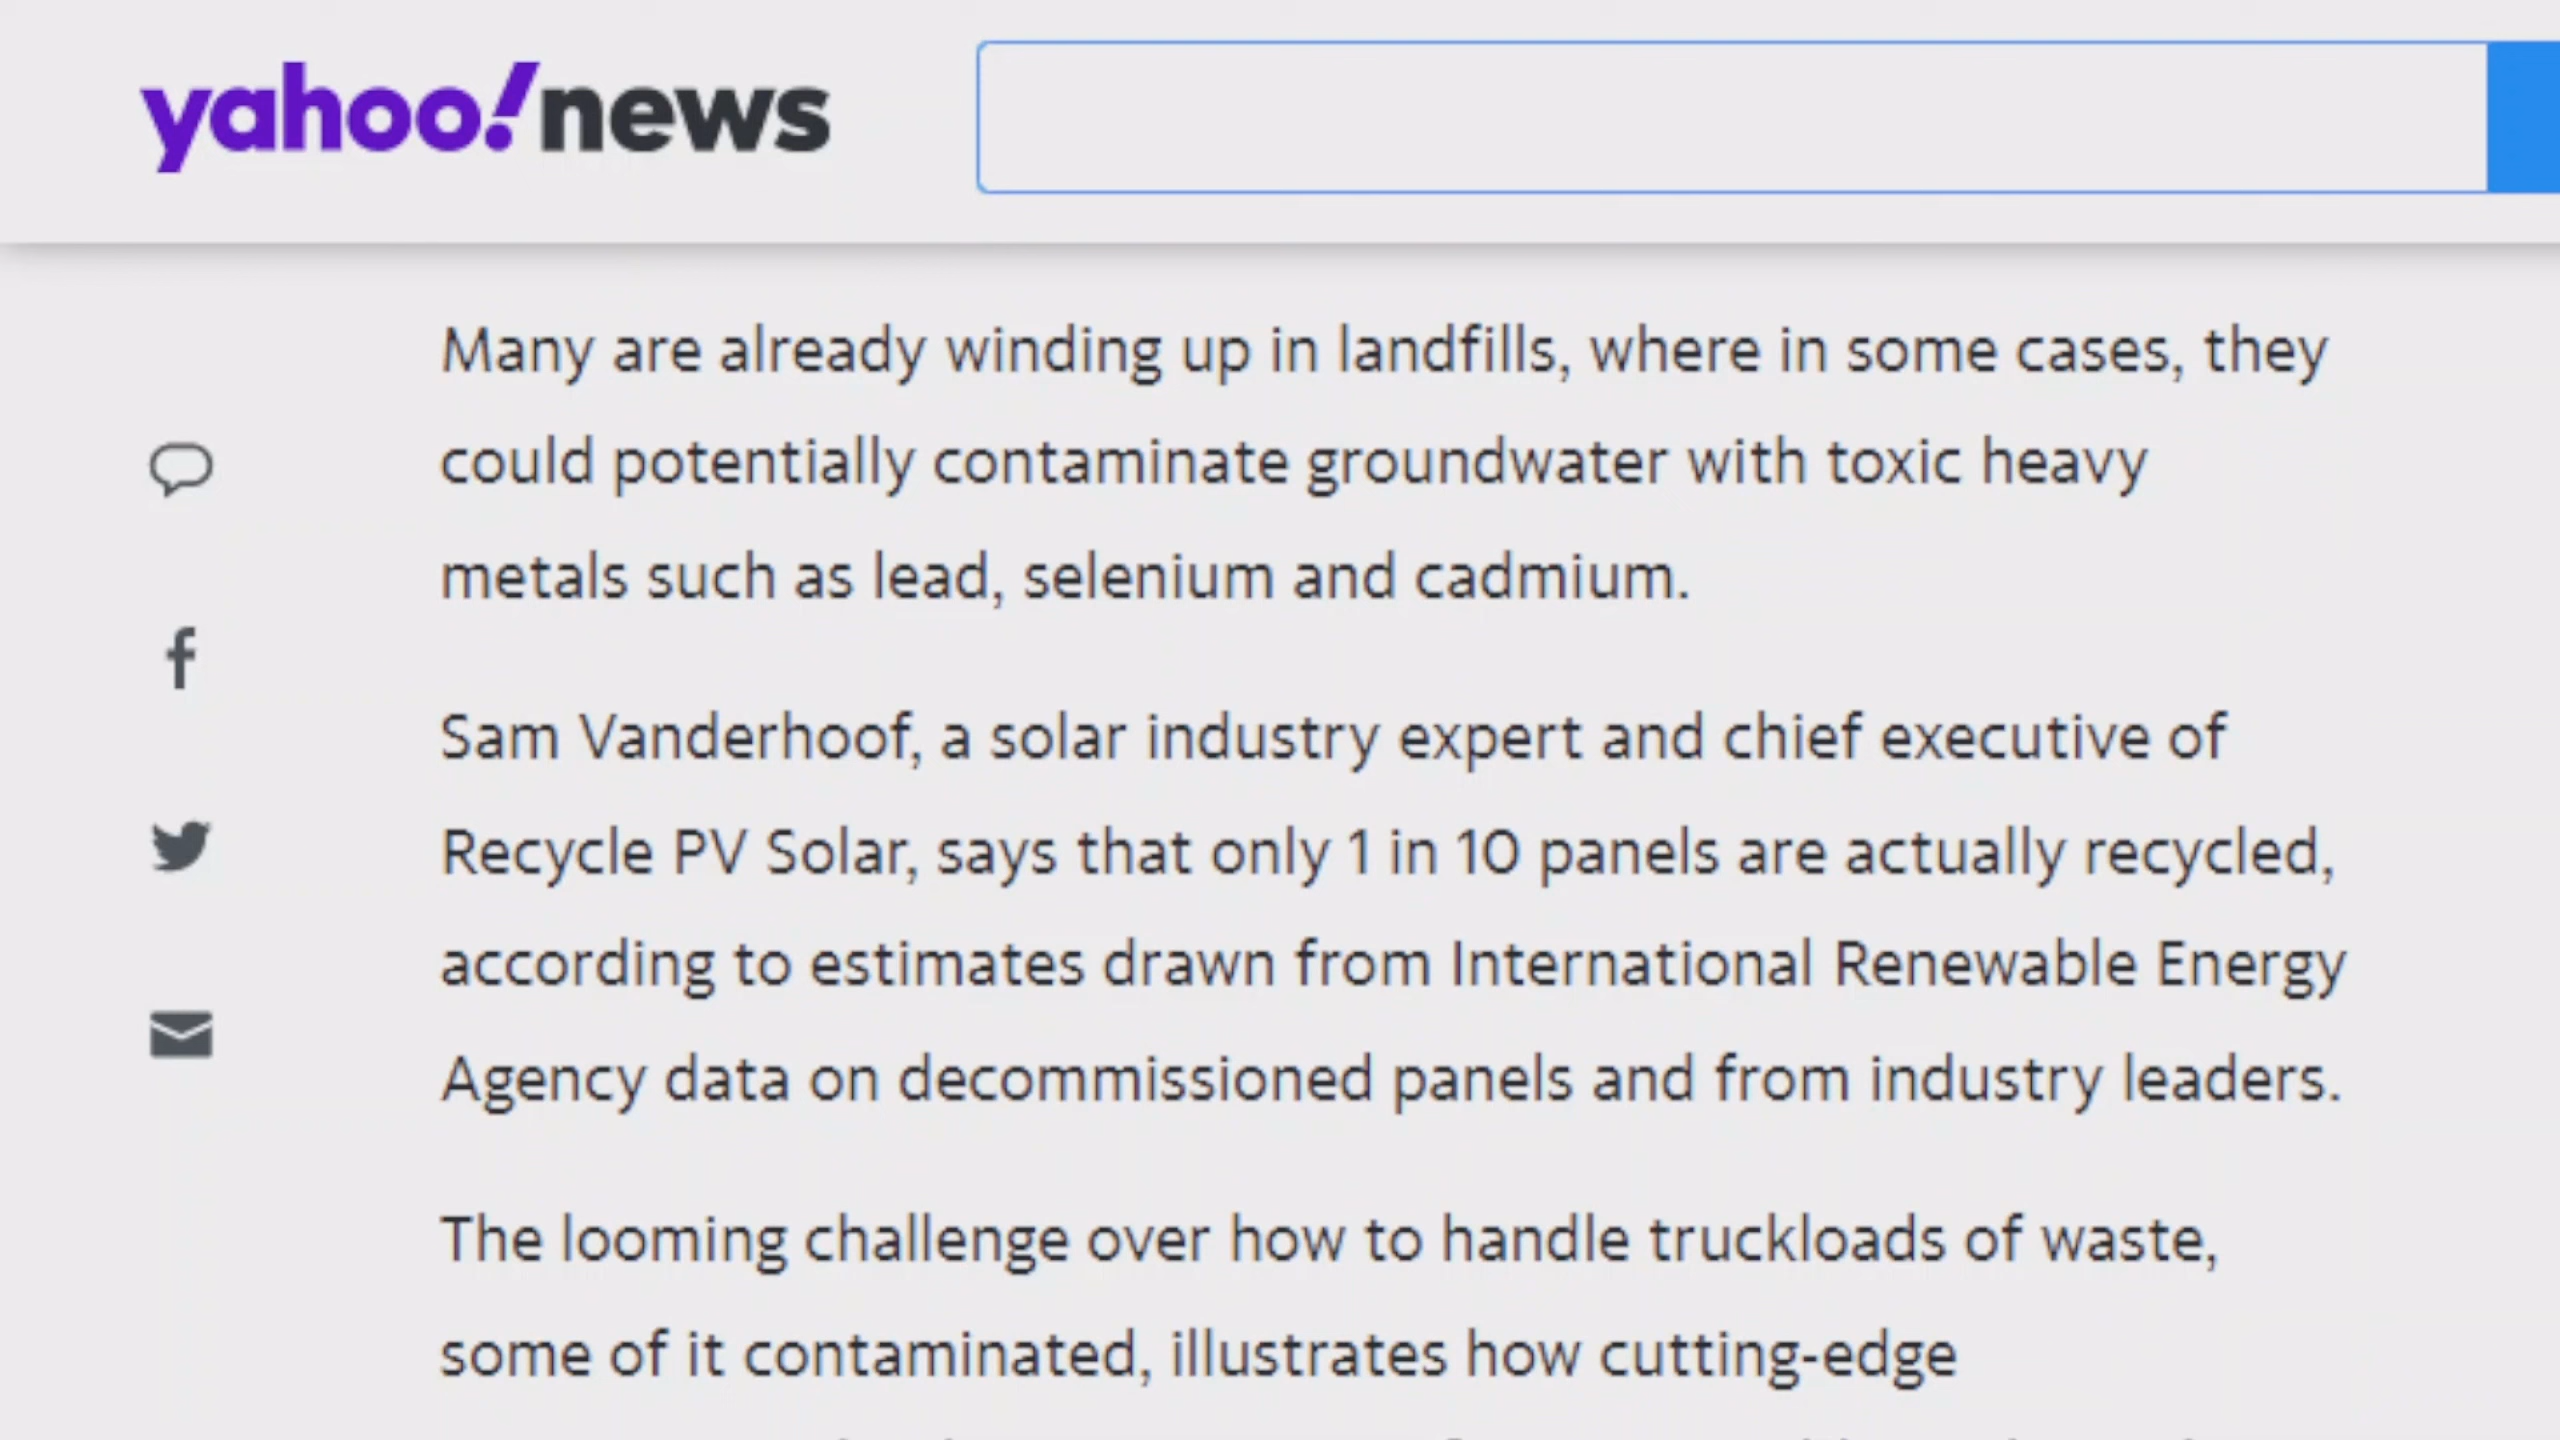 yahoo!news
Many are already winding up in landfills, where in some cases, they
could potentially contaminate groundwater with toxic heavy
metals such as lead, selenium and cadmium.
Sam Vanderhoof, a solar industry expert and chief executive of
Recycle PV Solar, says that only 1 in 10 panels are actually recycled,
according to estimates drawn from International Renewable Energy
Agency data on decommissioned panels and from industry leaders.
The looming challenge over how to handle truckloads of waste,
some of it contaminated, illustrates how cutting-edge